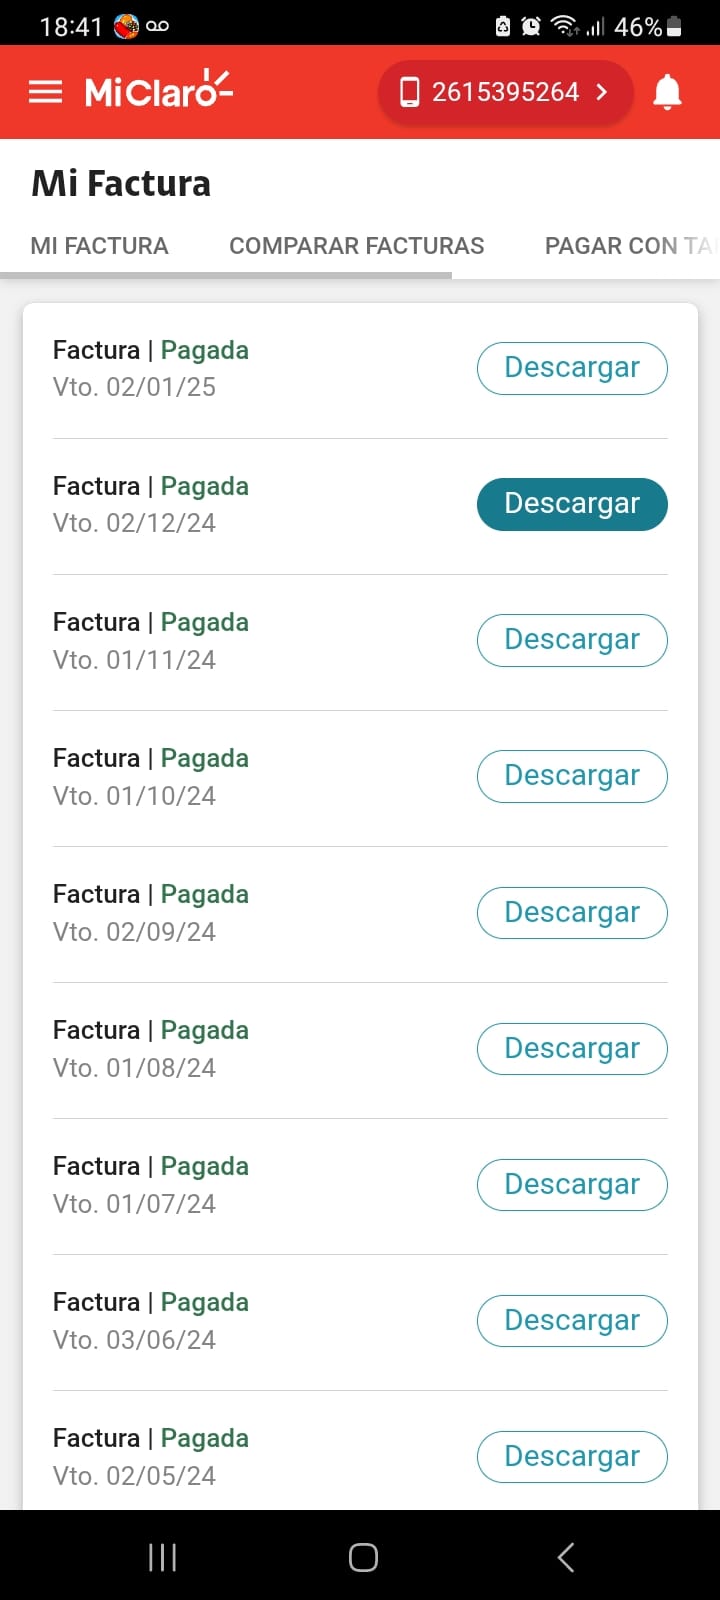 18:41
46%
MiClaro
2615395264
Mi Factura
MI FACTURA
COMPARAR FACTURAS
PAGAR CON TA
Factura | Pagada
Vto. 02/01/25
Descargar
Factura | Pagada
Vto. 02/12/24
Descargar
Factura | Pagada
Vto. 01/11/24
Descargar
Factura | Pagada
Vto. 01/10/24
Descargar
Factura | Pagada
Vto. 02/09/24
Descargar
Factura | Pagada
Vto. 01/08/24
Descargar
Factura | Pagada
Vto. 01/07/24
Descargar
Factura | Pagada
Vto. 03/06/24
Descargar
Factura | Pagada
Vto. 02/05/24
Descargar